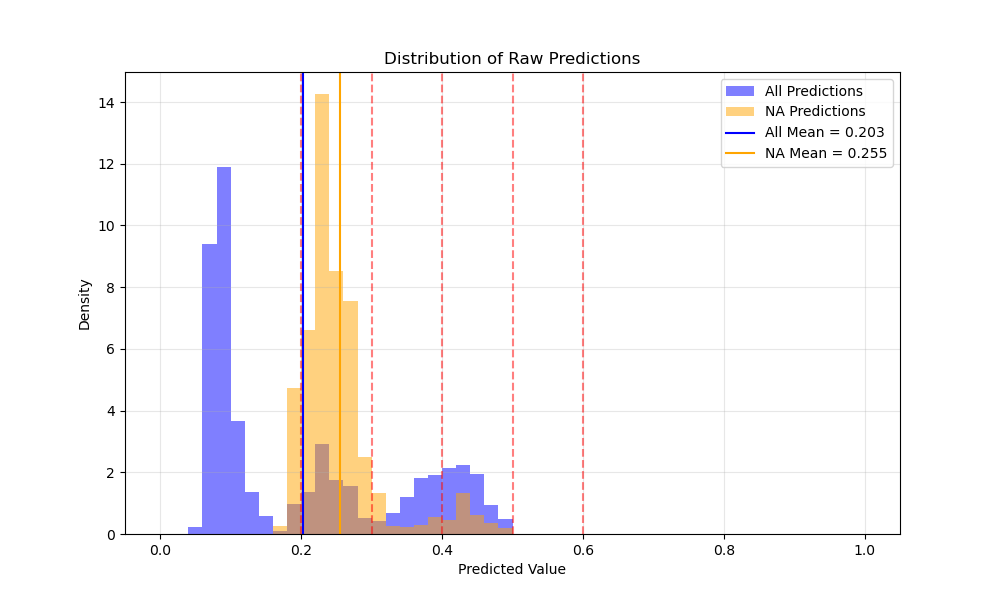 Distribution of Raw Predictions
All Predictions
NA Predictions
All Mean = 0.203
NA Mean = 0.255
Density
14
12
10
8
6
4
2
0
0.0 0.2 0.4 0.6 0.8 1.0
Predicted Value